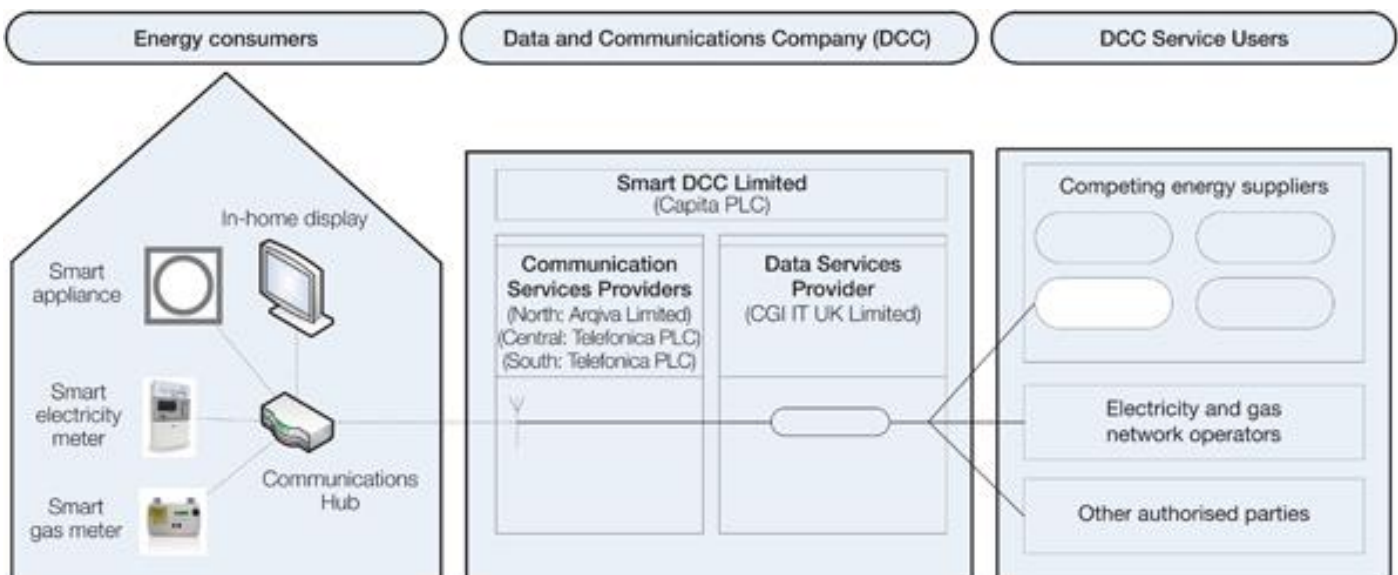 Energy consumers
Data and Communications Company (DCC)
DCC Service Users
In-home display
Smart
appliance
Smart
electricity
meter
Communications
Hub
Smart
gas meter
Smart DCC Limited
(Capita PLC)
Communication
Services Providers
(North: Arqiva Limited)
(Central: Telefonica PLC)
(South: Telefonica PLC)
Data Services
Provider
(CGI IT UK Limited)
Competing energy suppliers
Electricity and gas
network operators
Other authorised parties